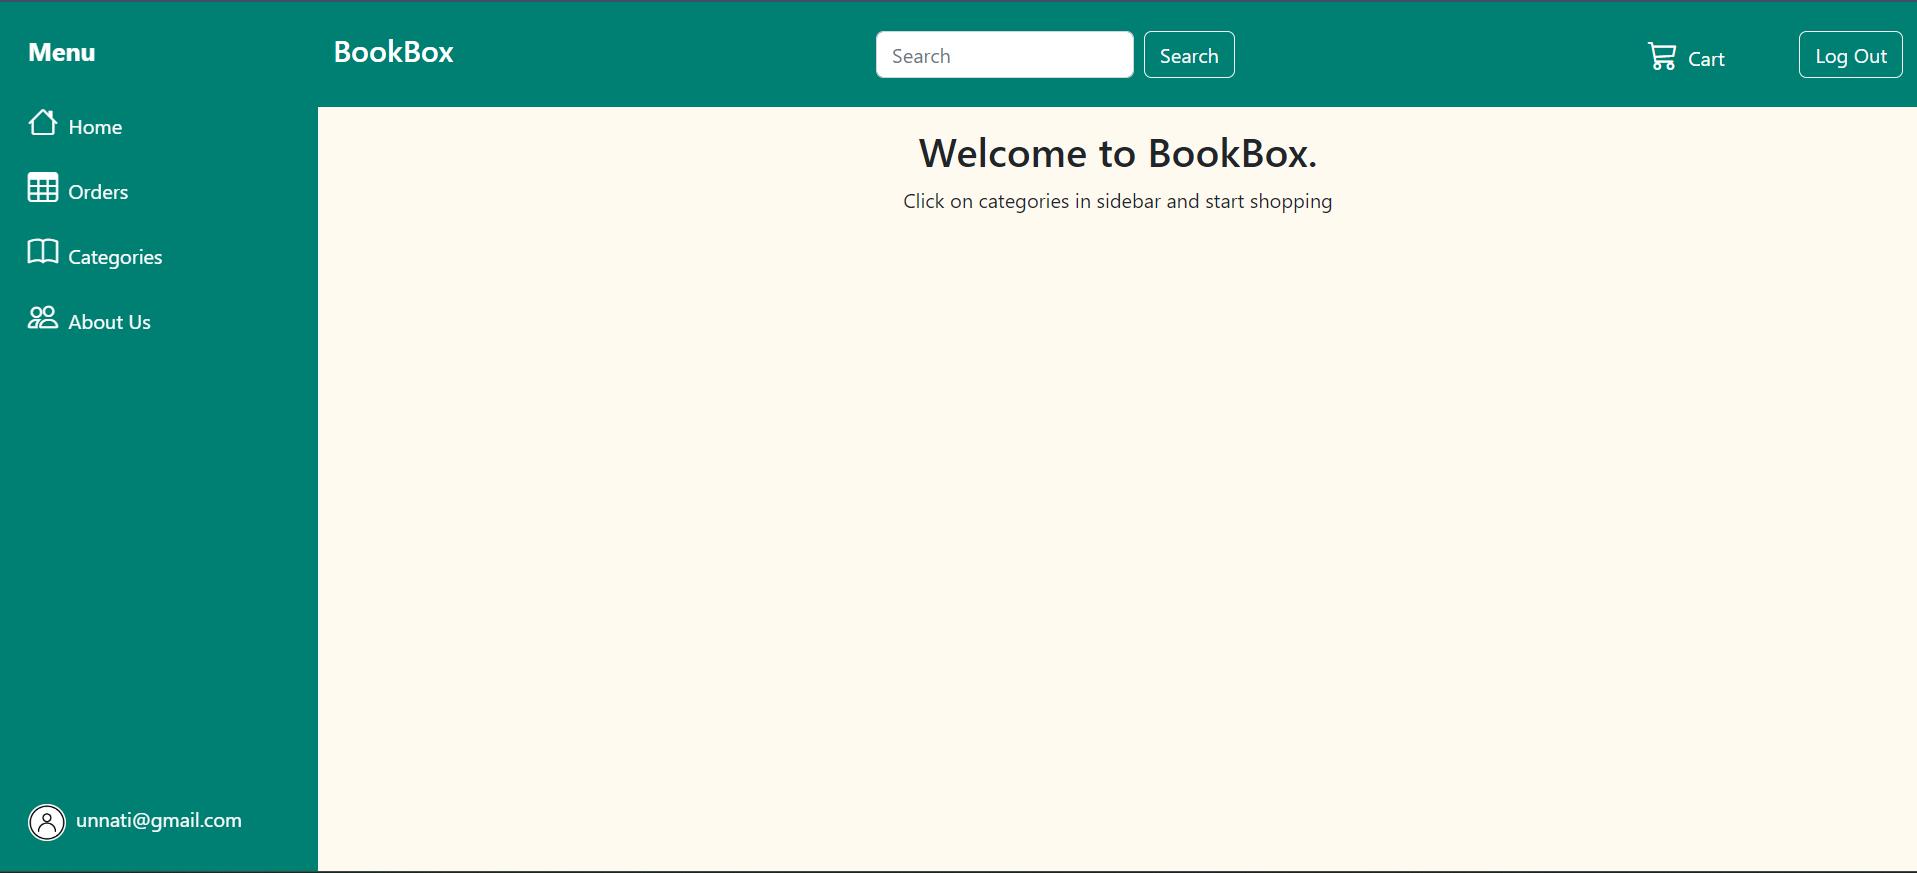 Menu
Home
Orders
Categories
About Us
unnati@gmail.com
BookBox
Search
Search
Cart
Log Out
Welcome to BookBox.
Click on categories in sidebar and start shopping